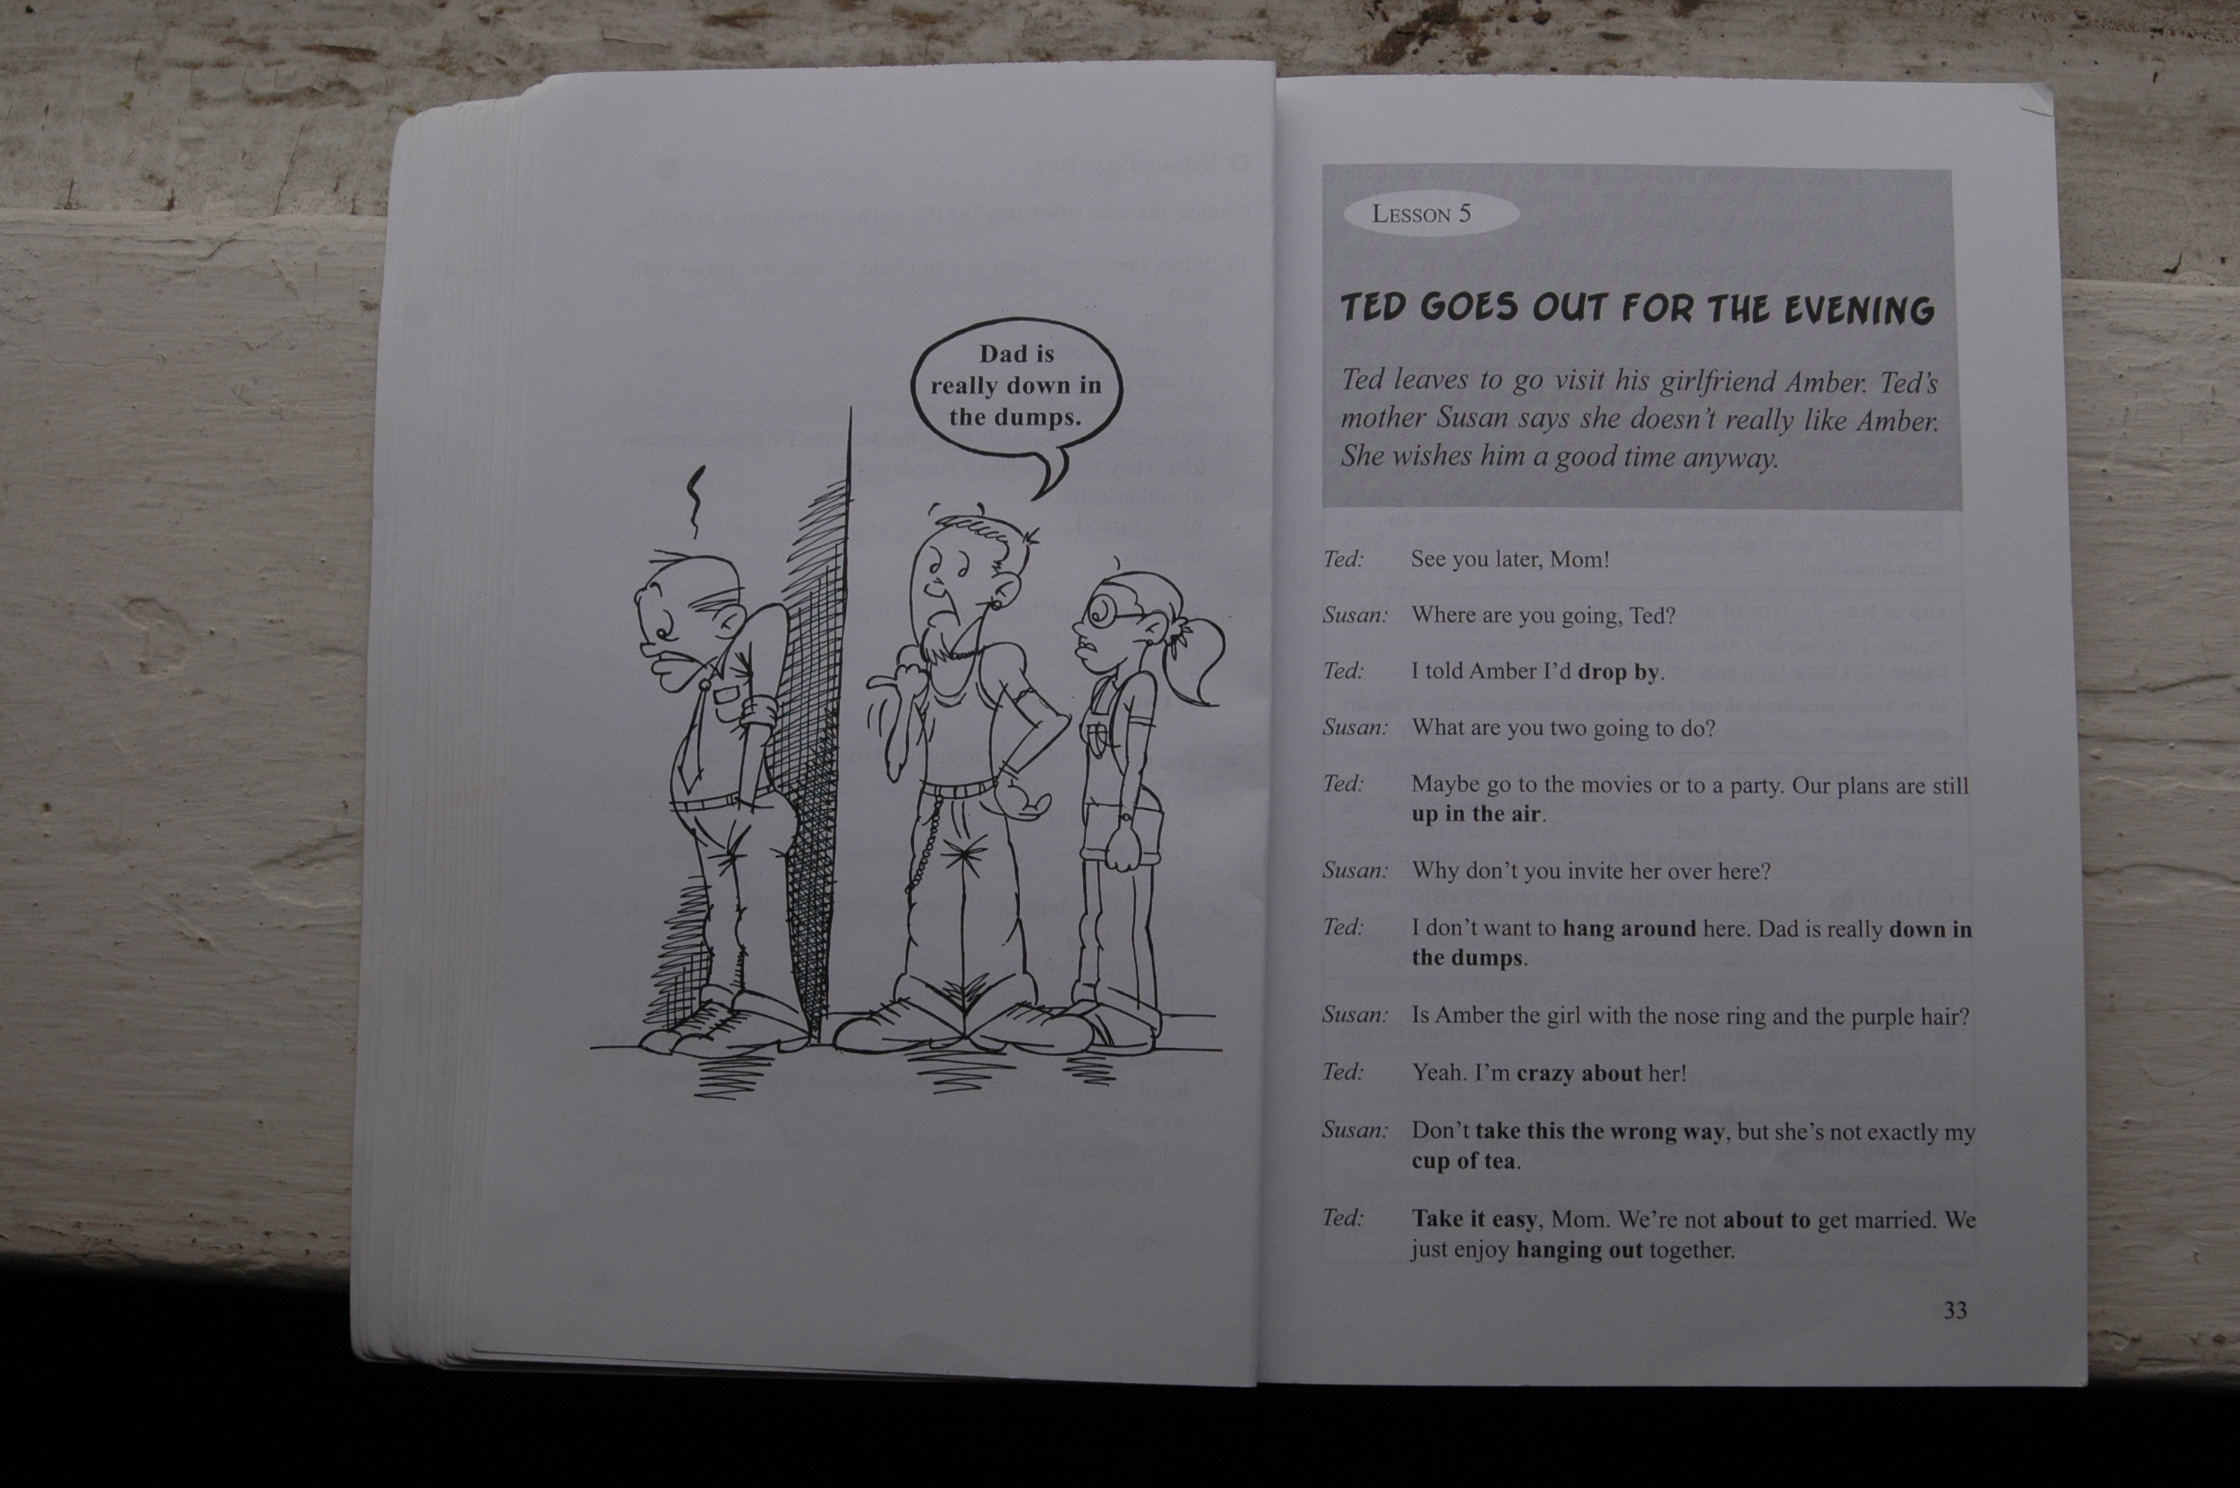 Dad is
really down in
the dumps.
LESSON 5
TED GOES OUT FOR THE EVENING
Ted leaves to go visit his girlfriend Amber. Ted's
mother Susan says she doesn't really like Amber.
She wishes him a good time anyway.
Ted: See you later, Mom!
Susan: Where are you going, Ted?
Ted: I told Amber I'd drop by.
Susan: What are you two going to do?
Ted: Maybe go to the movies or to a party. Our plans are still
up in the air.
Susan: Why don't you invite her over here?
Ted: I don't want to hang around here. Dad is really down in
the dumps.
Susan: Is Amber the girl with the nose ring and the purple hair?
Ted: Yeah. I'm crazy about her!
Susan: Don't take this the wrong way, but she's not exactly my
cup of tea.
Ted: Take it easy, Mom. We're not about to get married. We
just enjoy hanging out together.
33